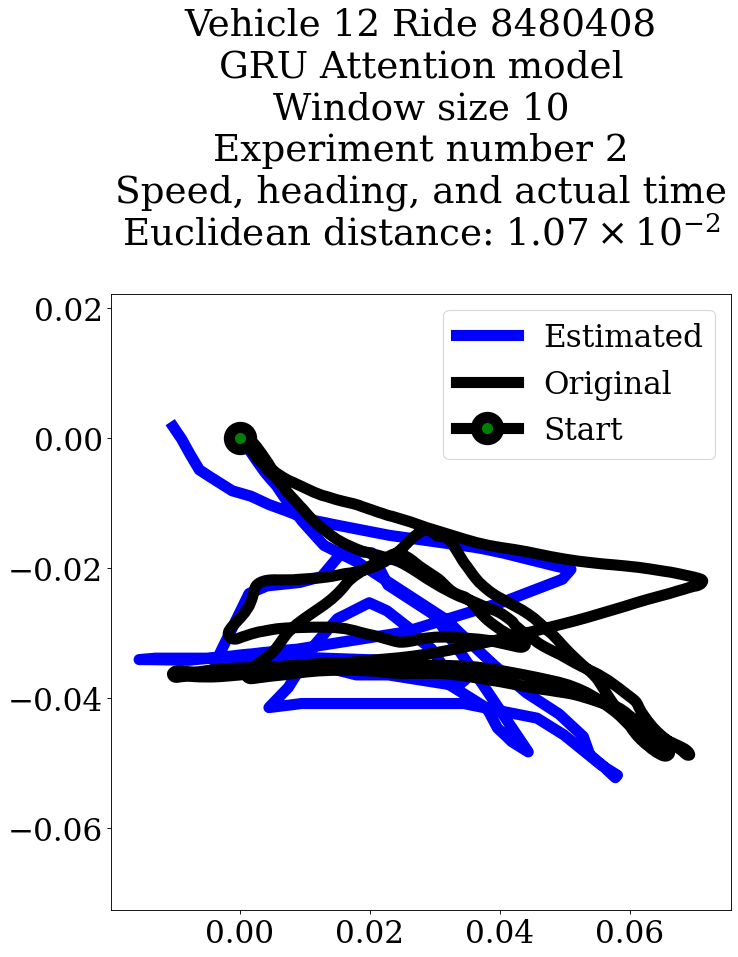 Vehicle 12 Ride 8480408
GRU Attention model
Window size 10
Experiment number 2
Speed, heading, and actual time
Euclidean distance: 1.07 × 10⁻²
0.02
0.00
−0.02
−0.04
−0.06
Estimated
Original
Start
0.00 0.02 0.04 0.06